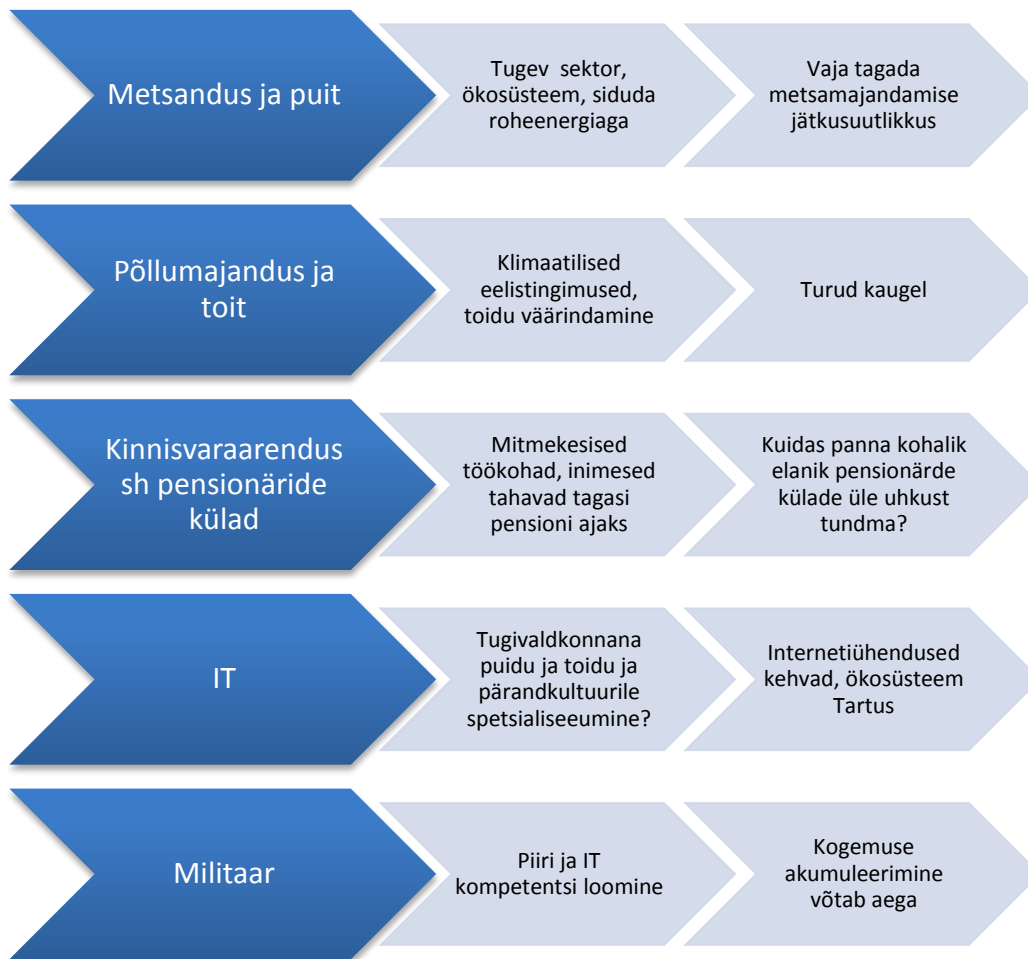 Metsandus ja puit
Tugev sektor,
ökosüsteem, siduda
roheenergiaga
Vaja tagada
metsamajandamise
jätkusuutlikkus
Põllumajandus ja
toit
Klimaatilised
eelistingimused,
toidu väärindamine
Turud kaugel
Kinnisvaraarendus
sh pensionäride
külad
Mitmekesised
töökohad, inimesed
tahavad tagasi
pensioni ajaks
Kuidas panna kohalik
elanik pensionärde
külade üle uhkust
tundma?
IT
Tugivaldkonnana
puidu ja toidu ja
pärandkultuurile
spetsialiseeumine?
Internetiühendused
kehvad, ökosüsteem
Tartus
Militaar
Piiri ja IT
kompetentsi loomine
Kogemuse
akumuleerimine
võtab aega